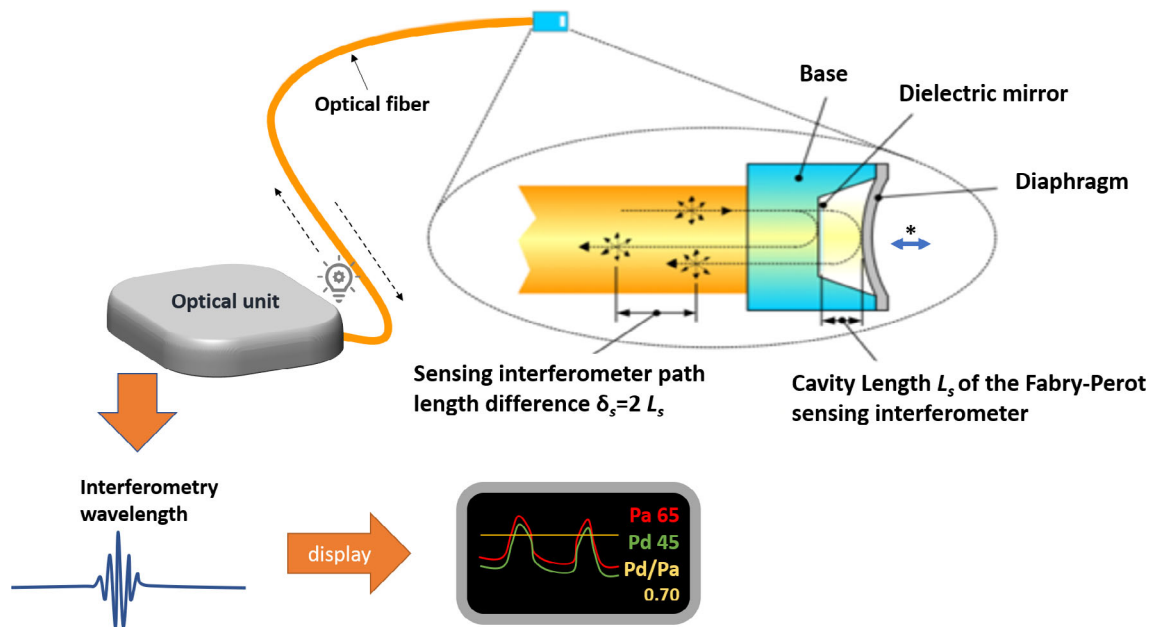 Optical fiber
Base
Dielectric mirror
Diaphragm
*
Optical unit
Sensing interferometer path
length difference δs=2 Ls
Cavity Length Ls of the Fabry-Perot
sensing interferometer
Interferometry
wavelength
display
Pa 65
Pd 45
Pd/Pa
0.70